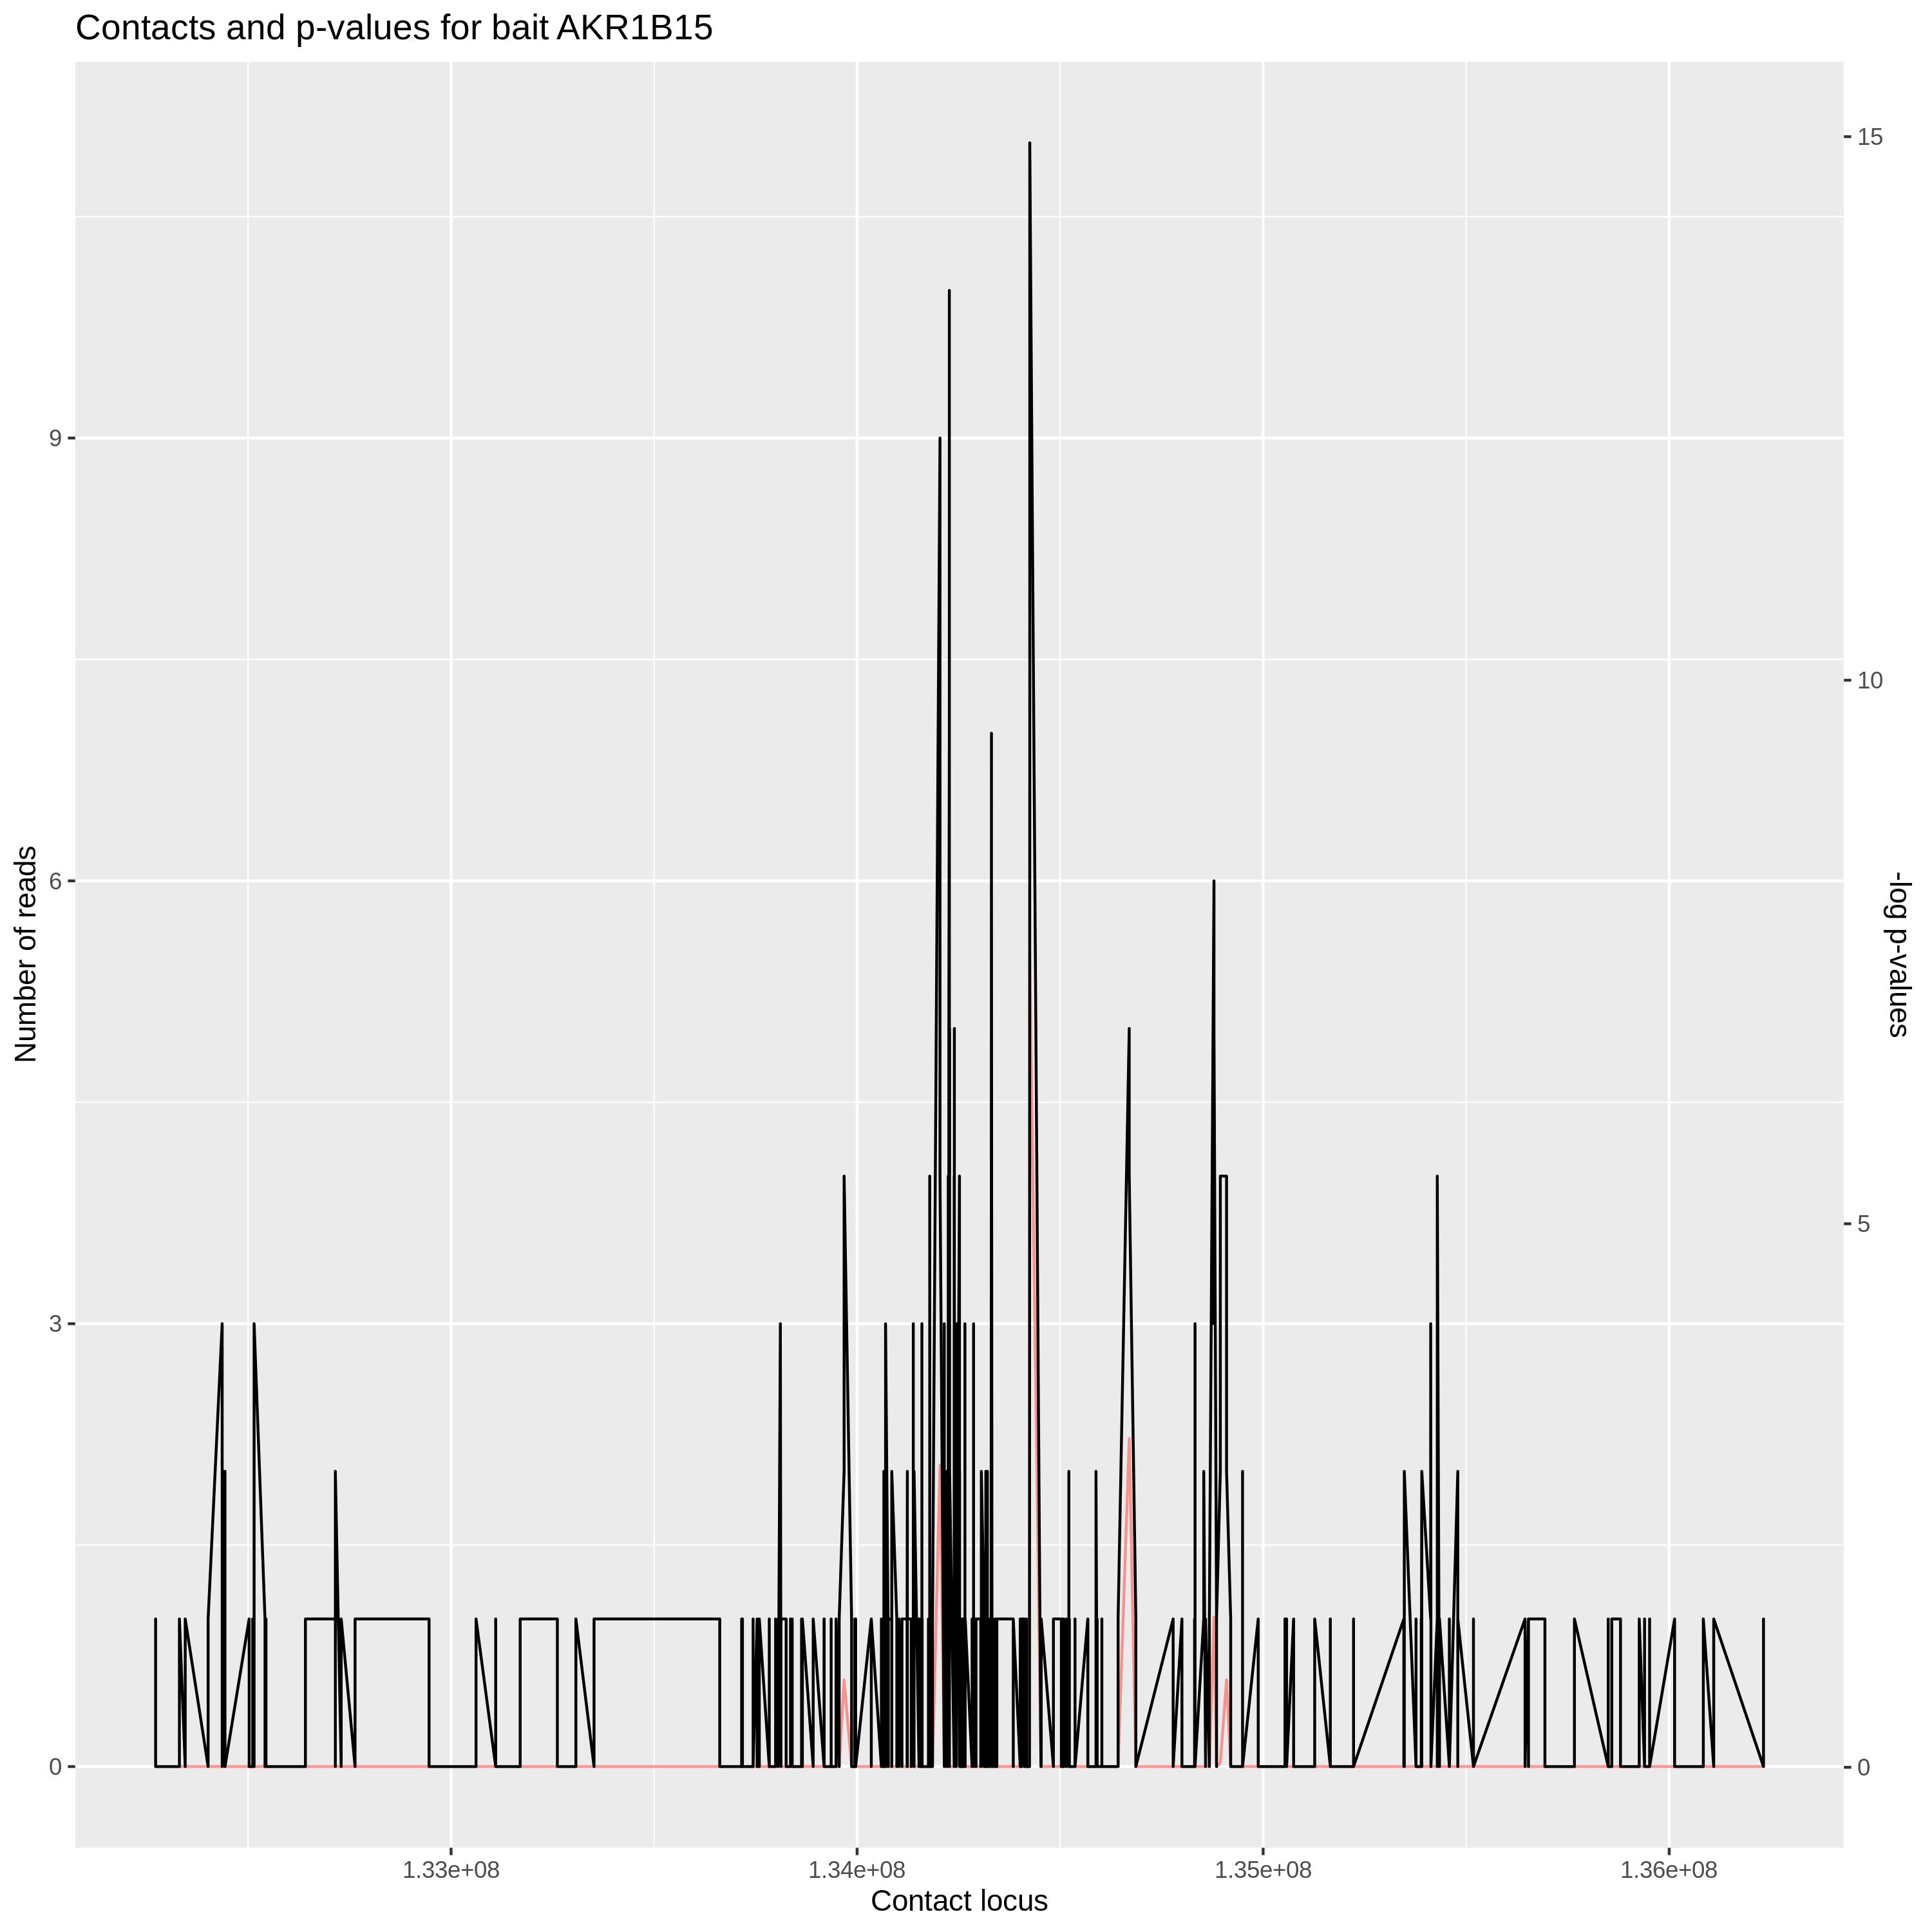 Contacts and p-values for bait AKR1B15
15
9
10
6
Number of reads
-log p-values
5
3
0
0
1.33e+08
1.34e+08
1.35e+08
1.36e+08
Contact locus